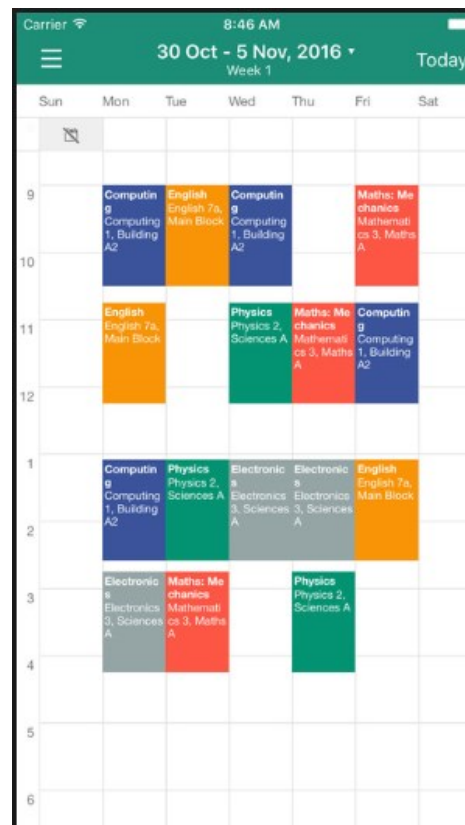 Carrier 8:46 AM
30 Oct - 5 Nov, 2016
Week 1
Today
Sun Mon Tue Wed Thu Fri Sat
9
Computin
g
Computing
1, Building
A2
English
English 7a,
Main Block
Computin
g
Computing
1, Building
A2
Maths: Me
chanics
Mathemati
cs 3, Maths
A
10
English
English 7a,
Main Block
Physics
Physics 2,
Sciences A
Maths: Me
chanics
Mathemati
cs 3, Maths
A
Computin
g
Computing
1, Building
A2
11
12
1
Computin
g
Computing
1, Building
A2
Physics
Physics 2,
Sciences A
Electronic
s
Electronics
3, Sciences
A
Electronic
s
Electronics
3, Sciences
A
English
English 7a,
Main Block
2
Electronic
s
Electronics
3, Sciences
A
Maths: Me
chanics
Mathemati
cs 3, Maths
A
Physics
Physics 2,
Sciences A
3
4
5
6